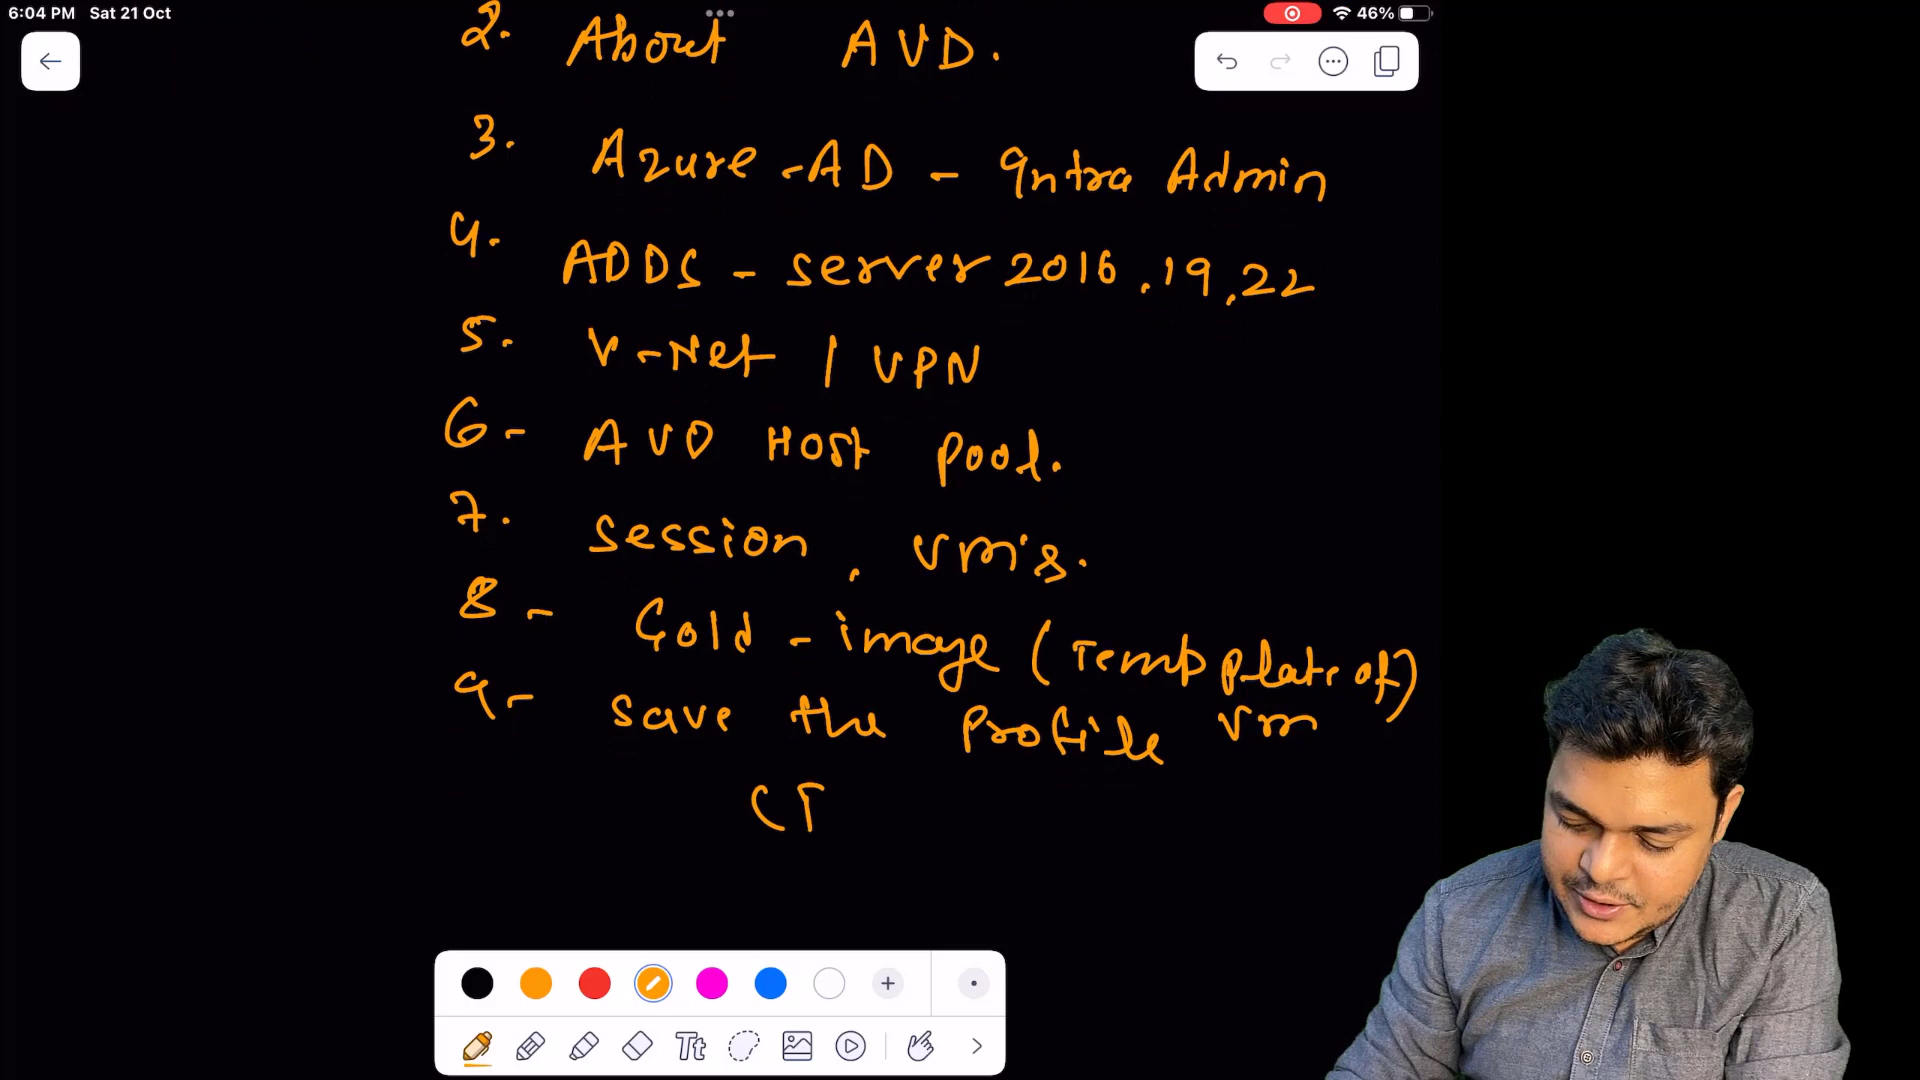 6:04 PM Sat 21 Oct
46%
2. About AVD.
3. Azure -AD - Intra Admin
4. ADDS - server 2016, 19, 22
5. V-Net / VPN
6- AVD Host pool.
7. session, vm's.
8- Gold - image (Tempplate of)
9- save the Profile vm
Tt